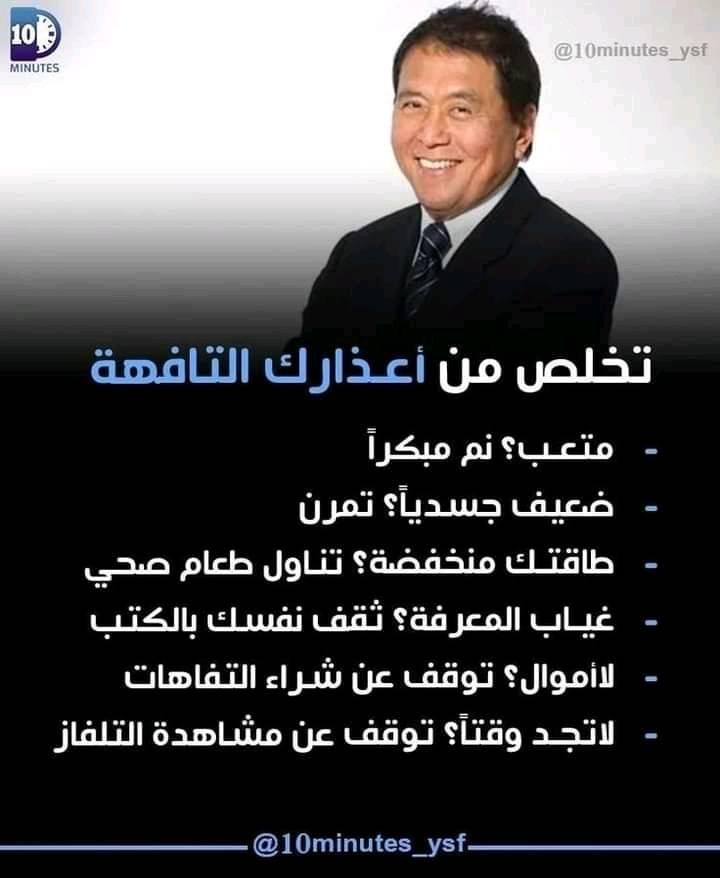 10
MINUTES
@10minutes_ysf
تخلص من أعذارك التافهة
- متعب؟ نم مبكراً
- ضعيف جسدياً؟ تمرن
- طاقتك منخفضة؟ تناول طعام صحي
- غياب المعرفة؟ ثقف نفسك بالكتب
- لاأموال؟ توقف عن شراء التفاهات
- لاتجد وقتاً؟ توقف عن مشاهدة التلفاز
@10minutes_ysf